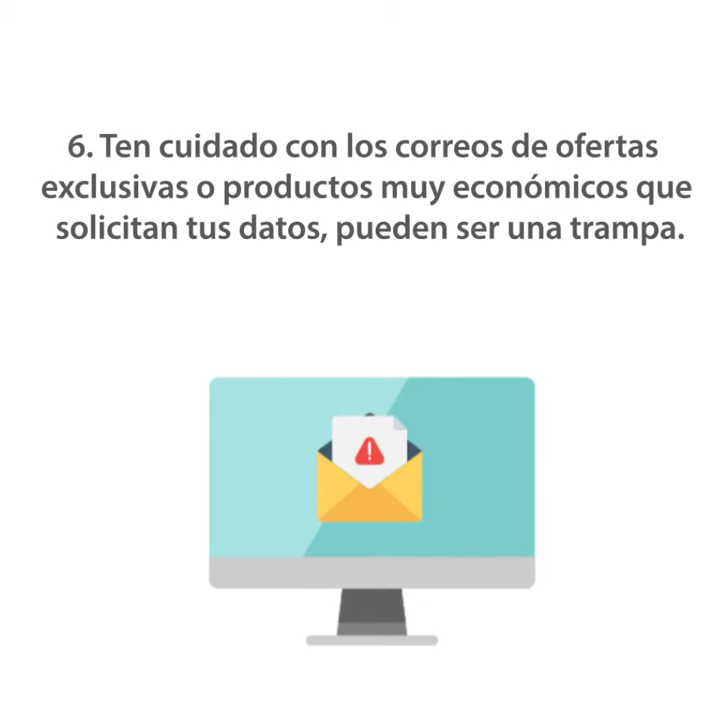 6. Ten cuidado con los correos de ofertas
exclusivas o productos muy económicos que
solicitan tus datos, pueden ser una trampa.
!